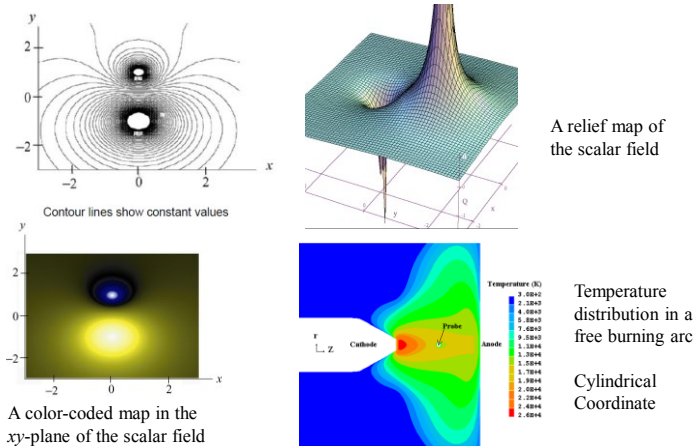 y
2
0
−2
−2
0
2
x
Contour lines show constant values
A relief map of
the scalar field
y
x
Q
y
2
0
−2
−2
0
2
x
A color-coded map in the
xy-plane of the scalar field
r
Z
Cathode
Probe
Anode
Temperature (K)
3.0E+2
2.1E+3
4.0E+3
5.8E+3
7.6E+3
9.5E+3
1.1E+4
1.3E+4
1.5E+4
1.7E+4
1.9E+4
2.0E+4
2.2E+4
2.4E+4
2.6E+4
Temperature
distribution in a
free burning arc
Cylindrical
Coordinate